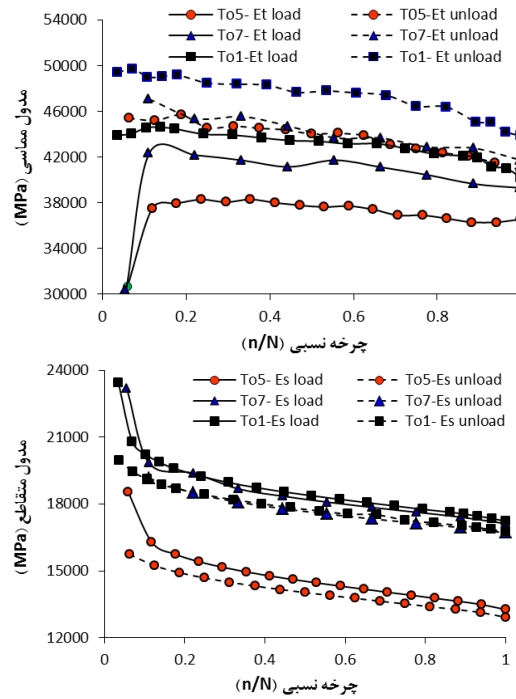 To5- Et load
T05-Et unload
To7- Et load
To7-Et unload
To1-Et load
To1- Et unload
54000
50000
46000
42000
38000
34000
30000
مدول مماسی (MPa)
0
0.2
0.4
0.6
0.8
چرخه نسبی (n/N)
To5- Es load
To5-Es unload
To7- Es load
To7-Es unload
To1-Es load
To1- Es unload
24000
21000
18000
15000
12000
مدول متقاطع (MPa)
0
0.2
0.4
0.6
0.8
1
چرخه نسبی (n/N)